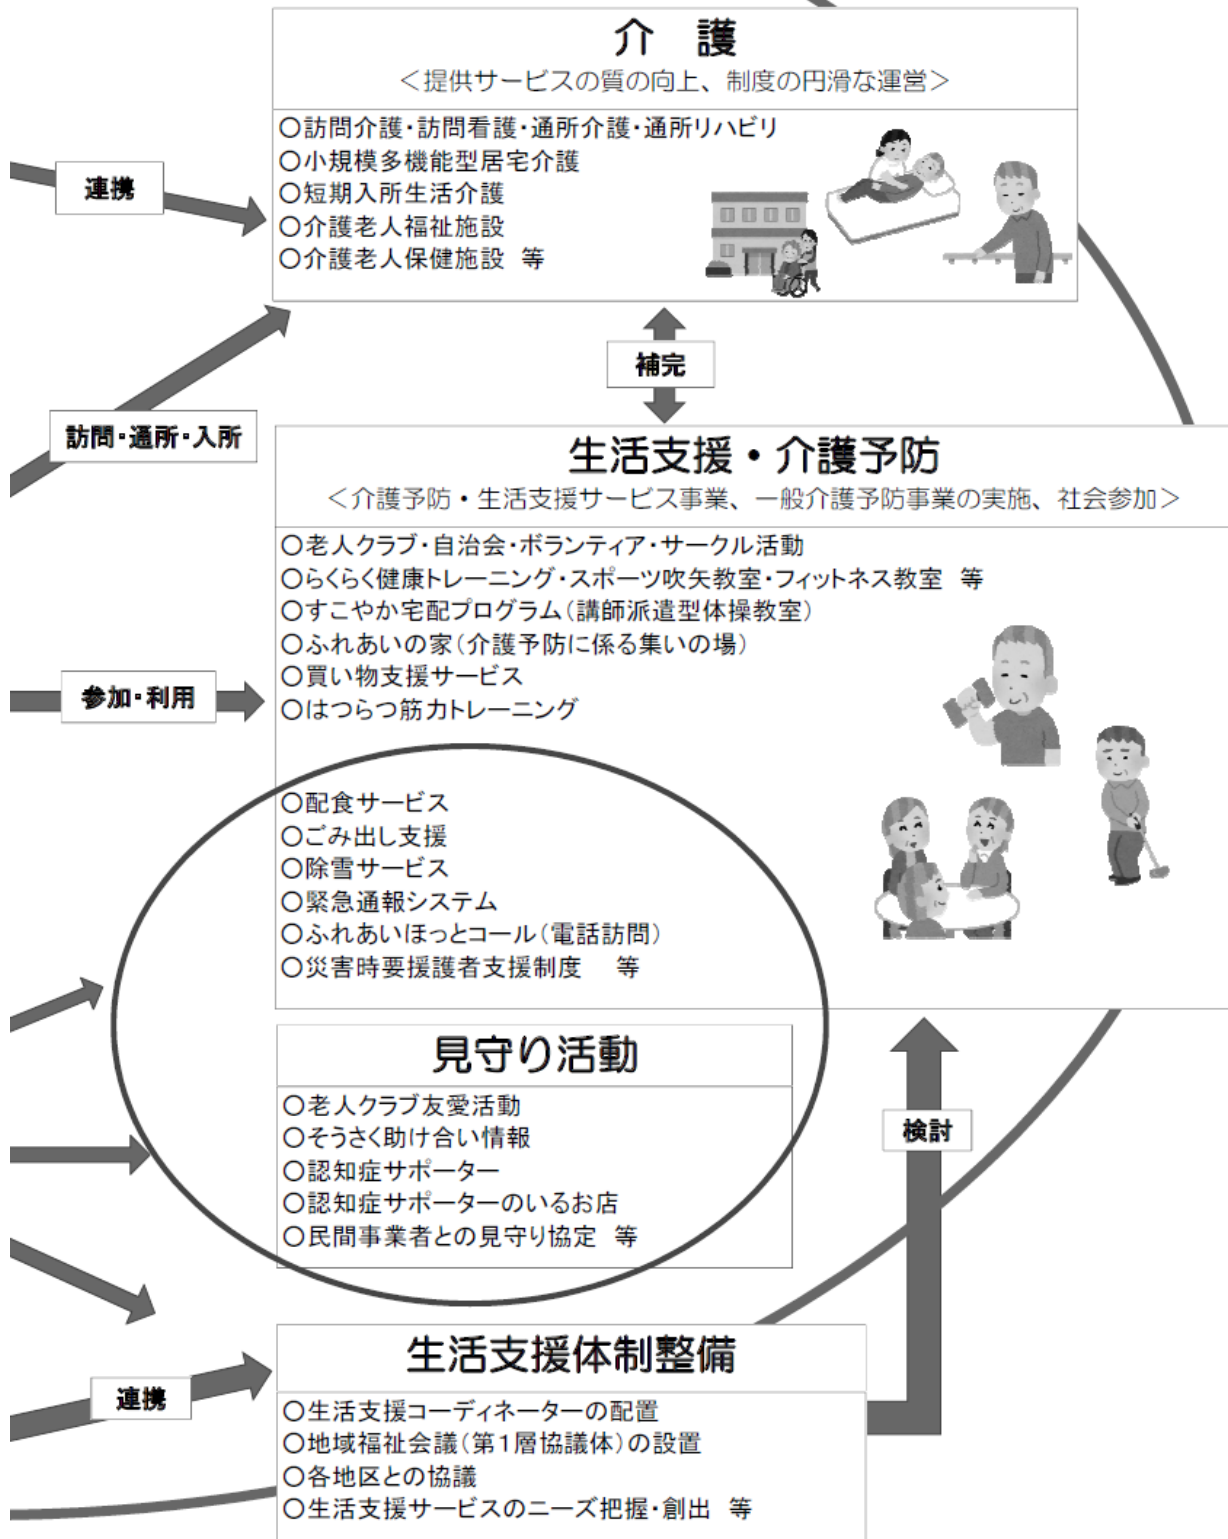 介　護
＜提供サービスの質の向上、制度の円滑な運営＞
○訪問介護・訪問看護・通所介護・通所リハビリ
○小規模多機能型居宅介護
○短期入所生活介護
○介護老人福祉施設
○介護老人保健施設　等
連携
補完
訪問・通所・入所
生活支援・介護予防
＜介護予防・生活支援サービス事業、一般介護予防事業の実施、社会参加＞
○老人クラブ・自治会・ボランティア・サークル活動
○らくらく健康トレーニング・スポーツ吹矢教室・フィットネス教室　等
○すこやか宅配プログラム（講師派遣型体操教室）
○ふれあいの家（介護予防に係る集いの場）
○買い物支援サービス
○はつらつ筋力トレーニング
参加・利用
○配食サービス
○ごみ出し支援
○除雪サービス
○緊急通報システム
○ふれあいほっとコール（電話訪問）
○災害時要援護者支援制度　等
見守り活動
○老人クラブ友愛活動
○そうさく助け合い情報
○認知症サポーター
○認知症サポーターのいるお店
○民間事業者との見守り協定　等
検討
生活支援体制整備
連携
○生活支援コーディネーターの配置
○地域福祉会議（第１層協議体）の設置
○各地区との協議
○生活支援サービスのニーズ把握・創出　等